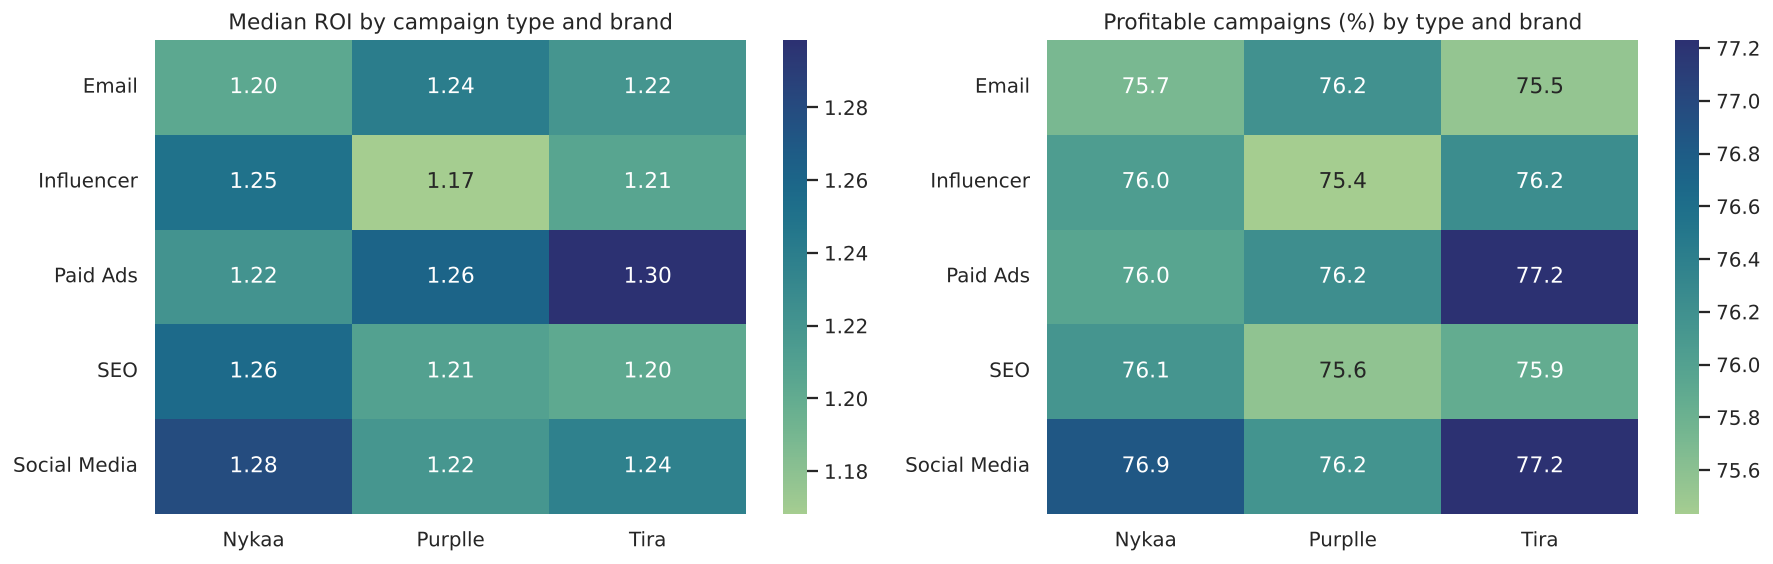 Median ROI by campaign type and brand
Email 1.20 1.24 1.22
Influencer 1.25 1.17 1.21
Paid Ads 1.22 1.26 1.30
SEO 1.26 1.21 1.20
Social Media 1.28 1.22 1.24
Nykaa Purplle Tira
1.28
1.26
1.24
1.22
1.20
1.18
Profitable campaigns (%) by type and brand
Email 75.7 76.2 75.5
Influencer 76.0 75.4 76.2
Paid Ads 76.0 76.2 77.2
SEO 76.1 75.6 75.9
Social Media 76.9 76.2 77.2
Nykaa Purplle Tira
77.2
77.0
76.8
76.6
76.4
76.2
76.0
75.8
75.6